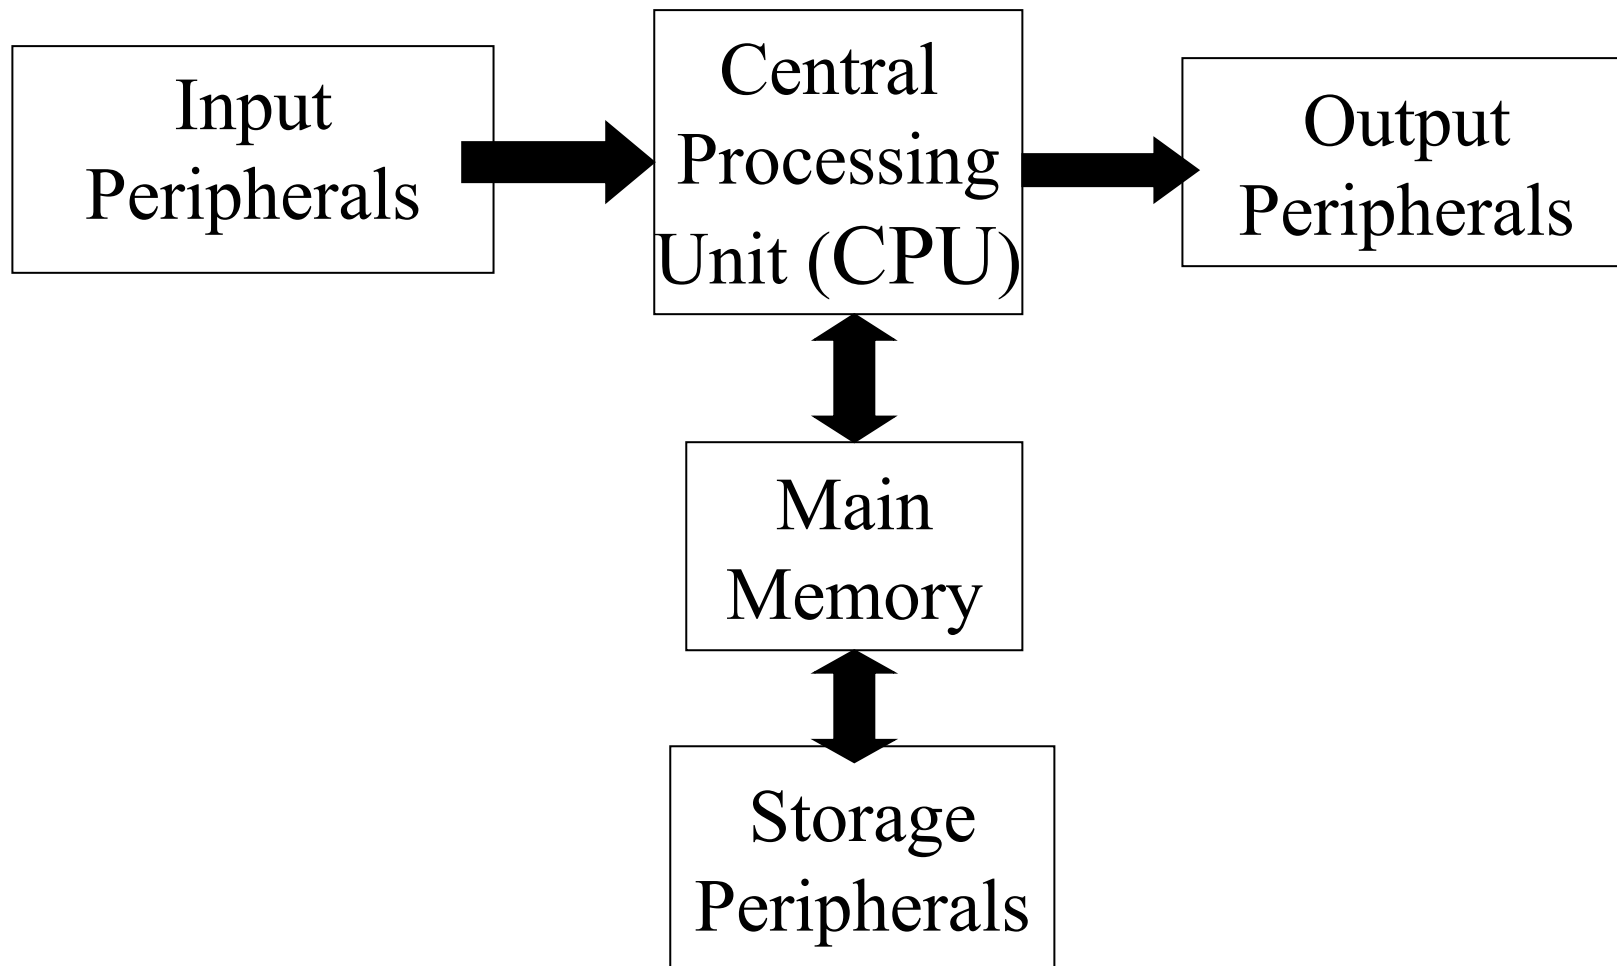 Input
Peripherals
Central
Processing
Unit (CPU)
Output
Peripherals
Main
Memory
Storage
Peripherals